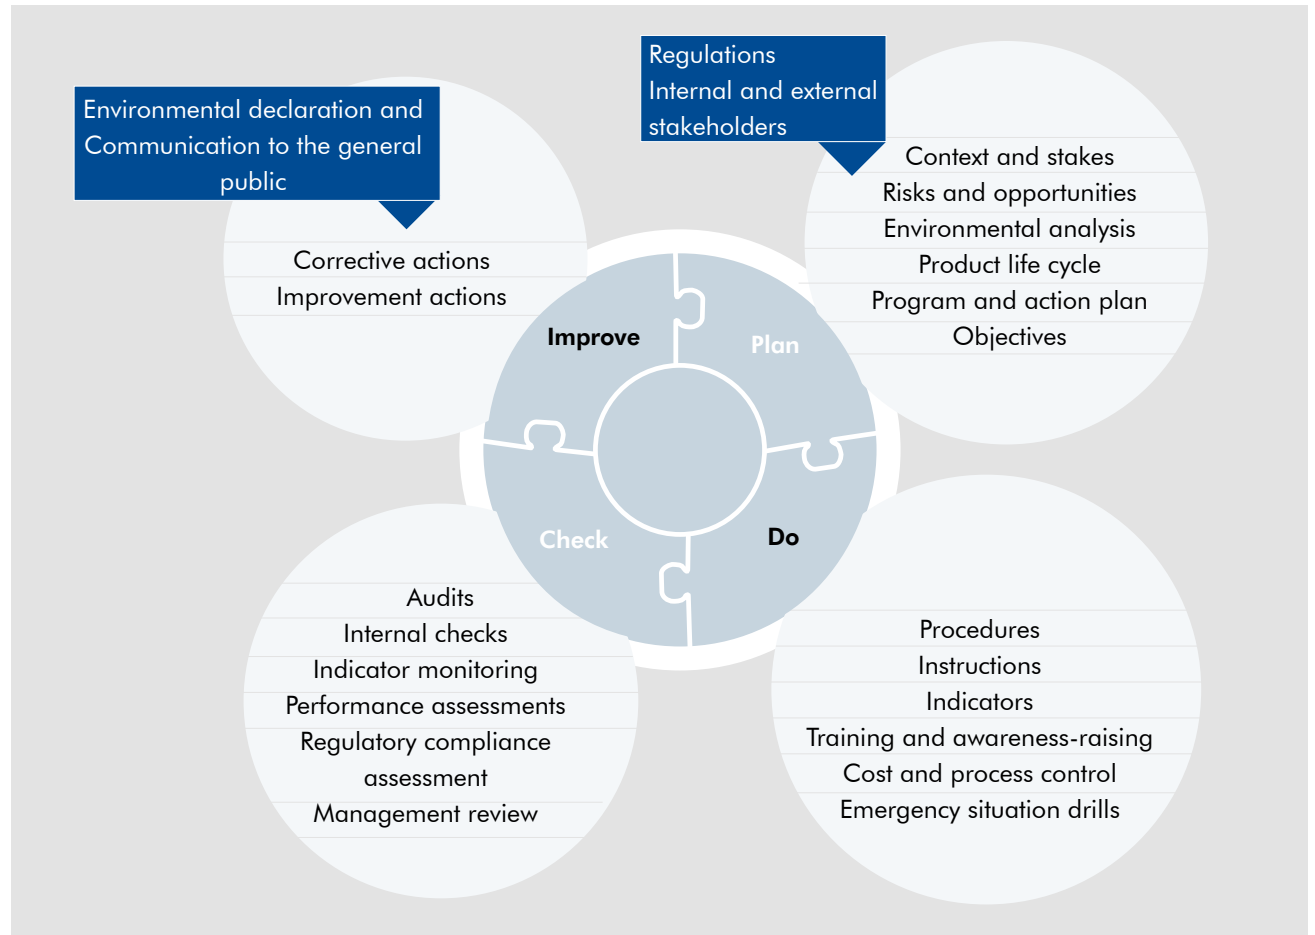 Environmental declaration and
Communication to the general
public
Corrective actions
Improvement actions
Regulations
Internal and external
stakeholders
Context and stakes
Risks and opportunities
Environmental analysis
Product life cycle
Program and action plan
Objectives
Improve
Plan
Check
Do
Audits
Internal checks
Indicator monitoring
Performance assessments
Regulatory compliance
assessment
Management review
Procedures
Instructions
Indicators
Training and awareness-raising
Cost and process control
Emergency situation drills